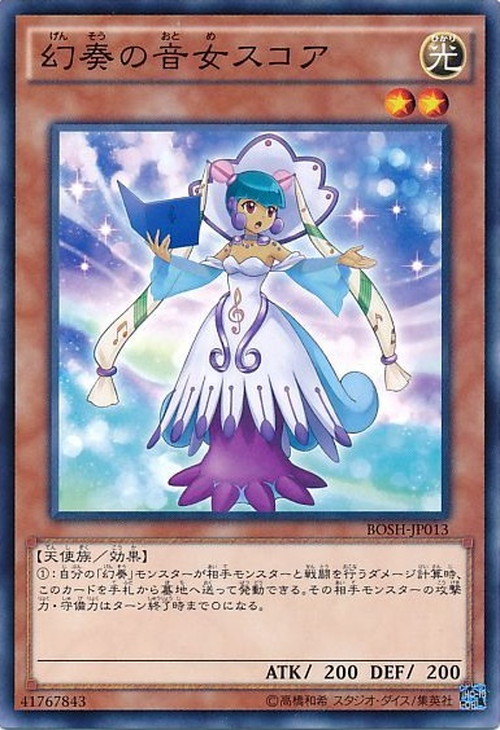 幻奏の音女スコア
光
BOSH-JP013
【天使族/効果】
①:自分の「幻奏」モンスターが相手モンスターと戦闘を行うダメージ計算時、
このカードを手札から墓地へ送って発動できる。その相手モンスターの攻撃
力・守備力はターン終了時まで0になる。
ATK/ 200 DEF/ 200
41767843
©高橋和希 スタジオ・ダイス/集英社